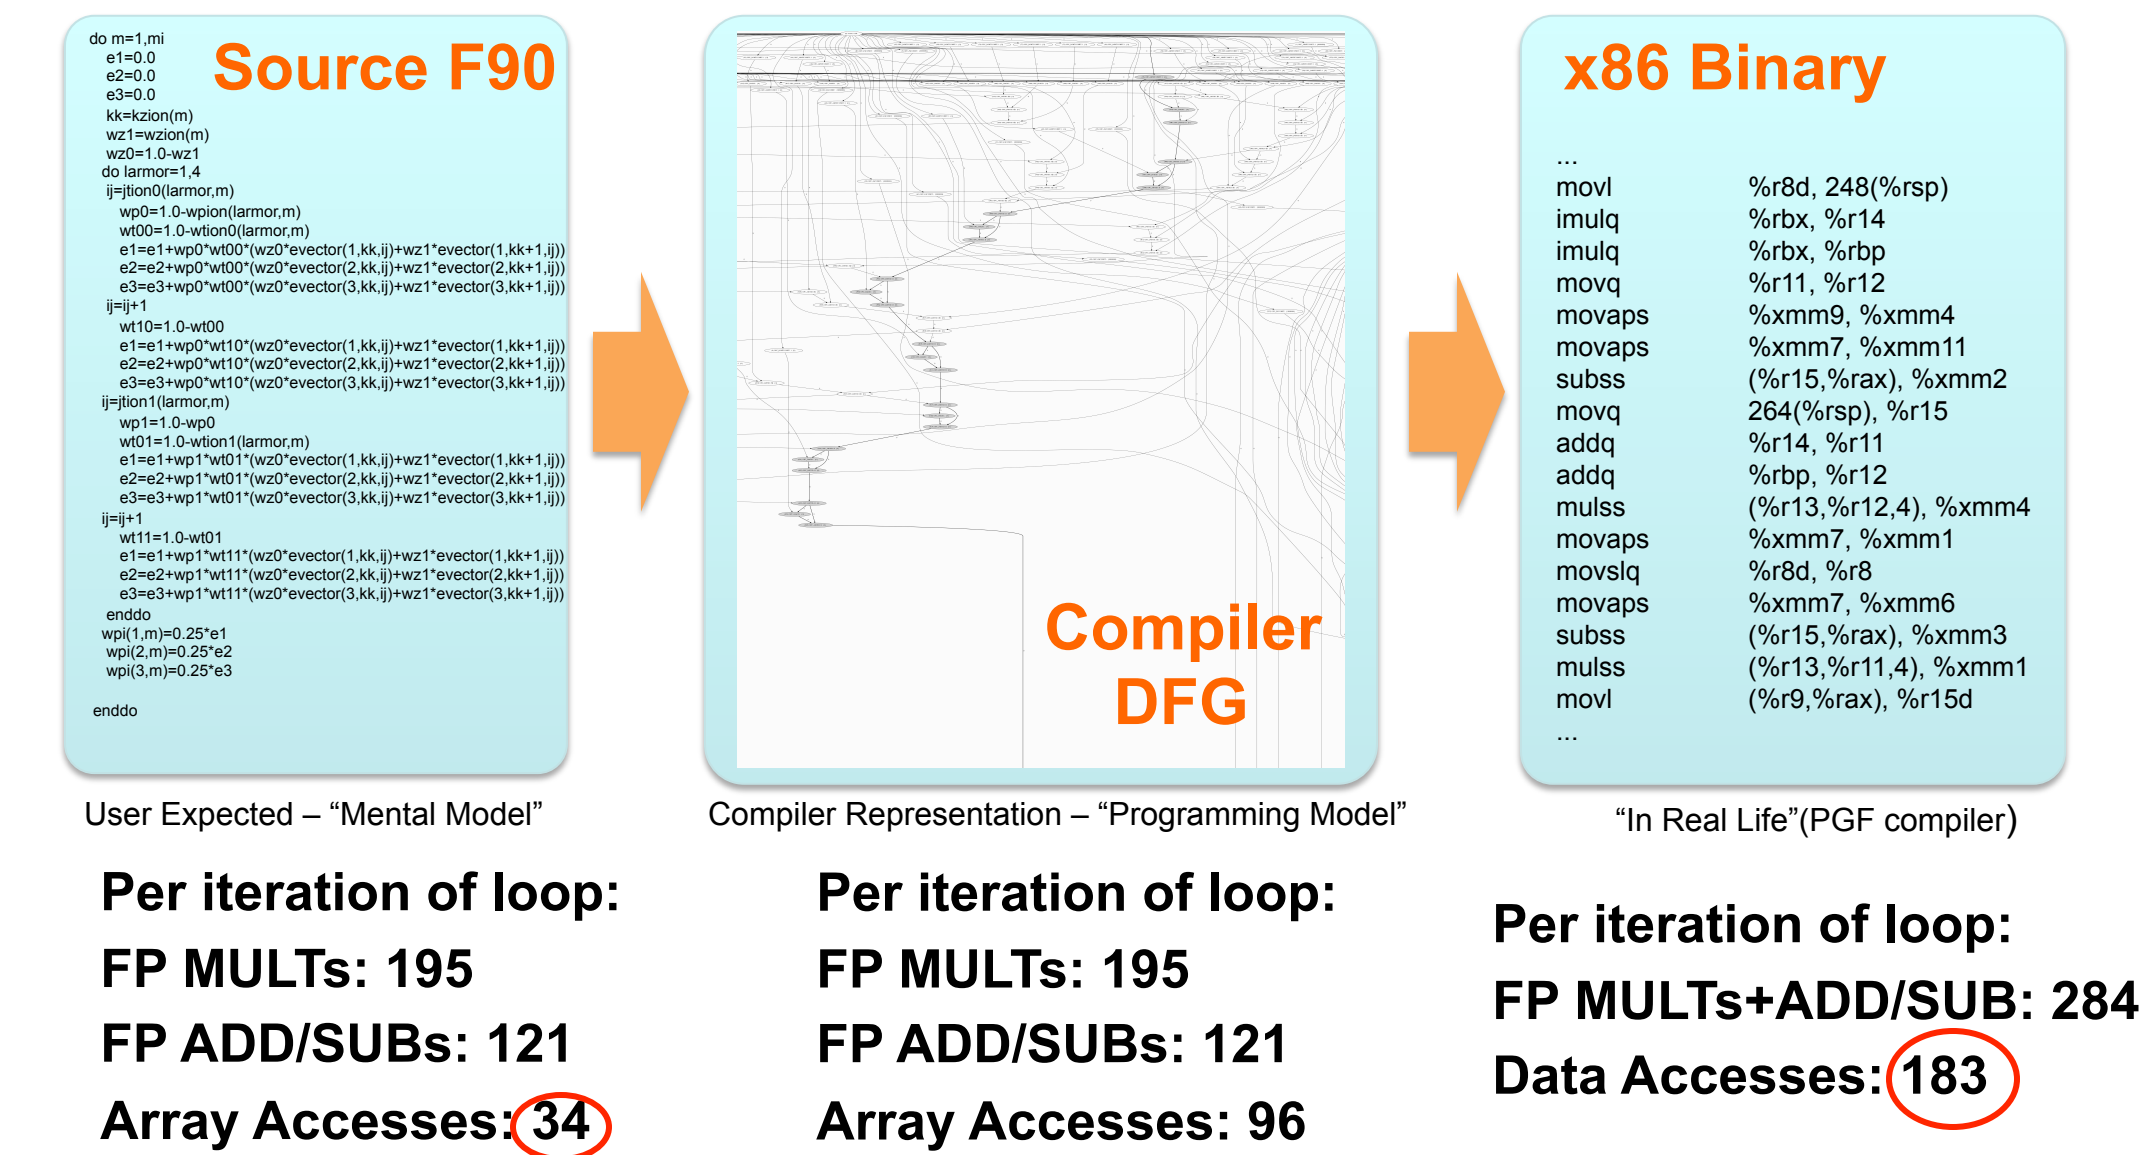 Source F90
do m=1,mi
e1=0.0
e2=0.0
e3=0.0
kk=kzion(m)
wz1=wzion(m)
wz0=1.0-wz1
do larmor=1,4
ij=jtion0(larmor,m)
wp0=1.0-wpion(larmor,m)
wt00=1.0-wtion0(larmor,m)
e1=e1+wp0*wt00*(wz0*evector(1,kk,ij)+wz1*evector(1,kk+1,ij))
e2=e2+wp0*wt00*(wz0*evector(2,kk,ij)+wz1*evector(2,kk+1,ij))
e3=e3+wp0*wt00*(wz0*evector(3,kk,ij)+wz1*evector(3,kk+1,ij))
ij=ij+1
wt10=1.0-wt00
e1=e1+wp0*wt10*(wz0*evector(1,kk,ij)+wz1*evector(1,kk+1,ij))
e2=e2+wp0*wt10*(wz0*evector(2,kk,ij)+wz1*evector(2,kk+1,ij))
e3=e3+wp0*wt10*(wz0*evector(3,kk,ij)+wz1*evector(3,kk+1,ij))
ij=jtion1(larmor,m)
wp1=1.0-wp0
wt01=1.0-wtion1(larmor,m)
e1=e1+wp1*wt01*(wz0*evector(1,kk,ij)+wz1*evector(1,kk+1,ij))
e2=e2+wp1*wt01*(wz0*evector(2,kk,ij)+wz1*evector(2,kk+1,ij))
e3=e3+wp1*wt01*(wz0*evector(3,kk,ij)+wz1*evector(3,kk+1,ij))
ij=ij+1
wt11=1.0-wt01
e1=e1+wp1*wt11*(wz0*evector(1,kk,ij)+wz1*evector(1,kk+1,ij))
e2=e2+wp1*wt11*(wz0*evector(2,kk,ij)+wz1*evector(2,kk+1,ij))
e3=e3+wp1*wt11*(wz0*evector(3,kk,ij)+wz1*evector(3,kk+1,ij))
enddo
wpi(1,m)=0.25*e1
wpi(2,m)=0.25*e2
wpi(3,m)=0.25*e3
enddo
User Expected – “Mental Model”
Per iteration of loop:
FP MULTs: 195
FP ADD/SUBs: 121
Array Accesses: 34
Compiler
DFG
Compiler Representation – “Programming Model”
Per iteration of loop:
FP MULTs: 195
FP ADD/SUBs: 121
Array Accesses: 96
x86 Binary
...
movl %r8d, 248(%rsp)
imulq %rbx, %r14
imulq %rbx, %rbp
movq %r11, %r12
movaps %xmm9, %xmm4
movaps %xmm7, %xmm11
subss (%r15,%rax), %xmm2
movq 264(%rsp), %r15
addq %r14, %r11
addq %rbp, %r12
mulss (%r13,%r12,4), %xmm4
movaps %xmm7, %xmm1
movslq %r8d, %r8
movaps %xmm7, %xmm6
subss (%r15,%rax), %xmm3
mulss (%r13,%r11,4), %xmm1
movl (%r9,%rax), %r15d
...
“In Real Life”(PGF compiler)
Per iteration of loop:
FP MULTs+ADD/SUB: 284
Data Accesses: 183